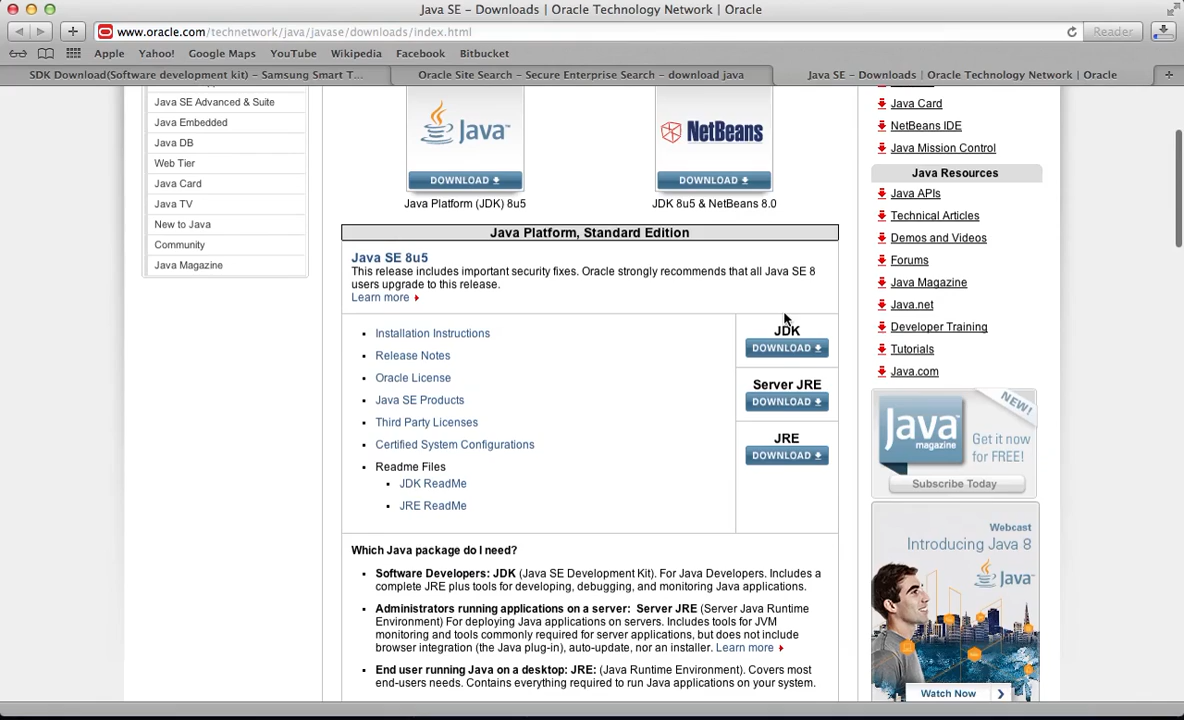 Java SE – Downloads | Oracle Technology Network | Oracle
www.oracle.com/technetwork/java/javase/downloads/index.html
Reader
Apple Yahoo! Google Maps YouTube Wikipedia Facebook Bitbucket
SDK Download(Software development kit) – Samsung Smart T...
Oracle Site Search – Secure Enterprise Search – download java
Java SE – Downloads | Oracle Technology Network | Oracle
Java SE Advanced & Suite
Java Embedded
Java DB
Web Tier
Java Card
Java TV
New to Java
Community
Java Magazine
Java™
DOWNLOAD
Java Platform (JDK) 8u5
NetBeans
DOWNLOAD
JDK 8u5 & NetBeans 8.0
Java Platform, Standard Edition
Java SE 8u5
This release includes important security fixes. Oracle strongly recommends that all Java SE 8
users upgrade to this release.
Learn more
Installation Instructions
Release Notes
Oracle License
Java SE Products
Third Party Licenses
Certified System Configurations
Readme Files
JDK ReadMe
JRE ReadMe
JDK
DOWNLOAD
Server JRE
DOWNLOAD
JRE
DOWNLOAD
Which Java package do I need?
Software Developers: JDK (Java SE Development Kit). For Java Developers. Includes a
complete JRE plus tools for developing, debugging, and monitoring Java applications.
Administrators running applications on a server: Server JRE (Server Java Runtime
Environment) For deploying Java applications on servers. Includes tools for JVM
monitoring and tools commonly required for server applications, but does not include
browser integration (the Java plug-in), auto-update, nor an installer. Learn more
End user running Java on a desktop: JRE: (Java Runtime Environment). Covers most
end-users needs. Contains everything required to run Java applications on your system.
Java Card
NetBeans IDE
Java Mission Control
Java Resources
Java APIs
Technical Articles
Demos and Videos
Forums
Java Magazine
Java.net
Developer Training
Tutorials
Java.com
Java
magazine
NEW!
Get it now
for FREE!
Subscribe Today
Webcast
Introducing Java 8
Java™
Watch Now